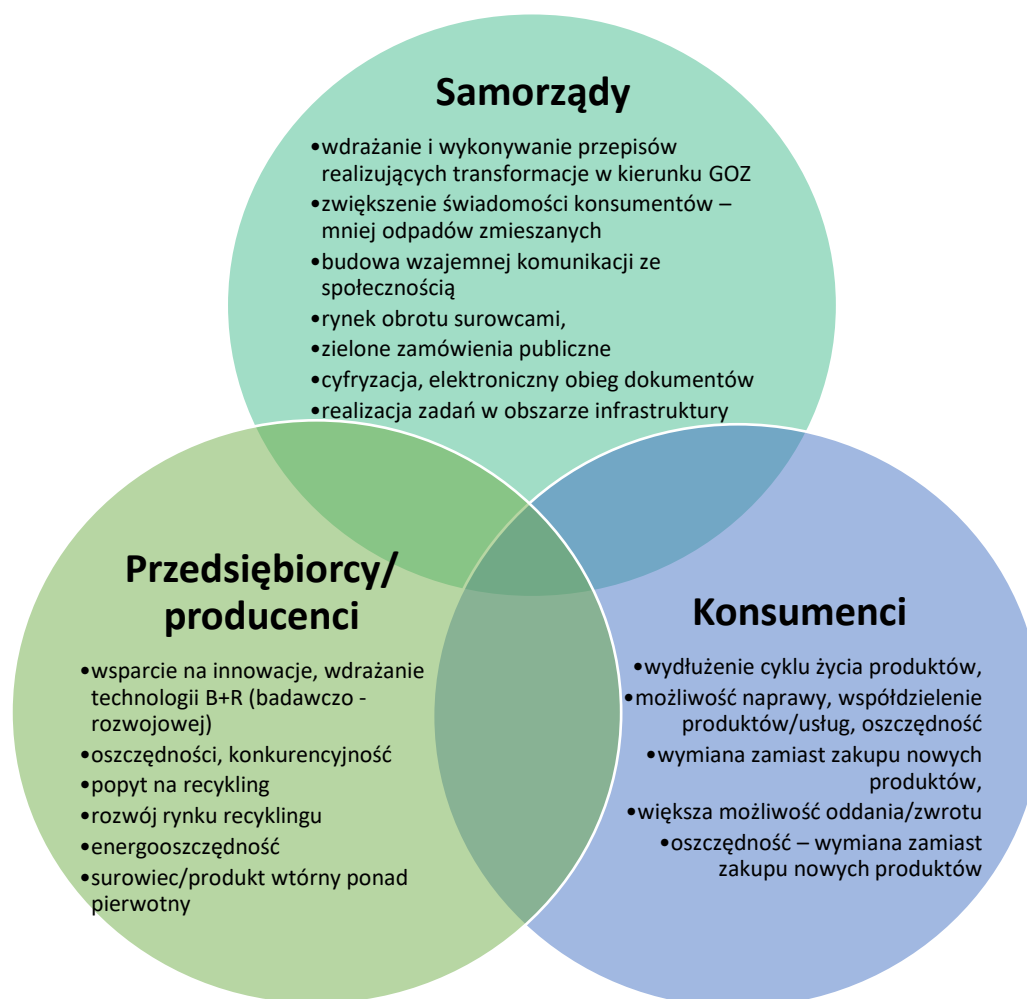 Samorządy
•wdrażanie i wykonywanie przepisów
realizujących transformacje w kierunku GOZ
•zwiększenie świadomości konsumentów –
mniej odpadów zmieszanych
•budowa wzajemnej komunikacji ze
społecznością
•rynek obrotu surowcami,
•zielone zamówienia publiczne
•cyfryzacja, elektroniczny obieg dokumentów
•realizacja zadań w obszarze infrastruktury
Przedsiębiorcy/
producenci
•wsparcie na innowacje, wdrażanie
technologii B+R (badawczo -
rozwojowej)
•oszczędności, konkurencyjność
•popyt na recykling
•rozwój rynku recyklingu
•energooszczędność
•surowiec/produkt wtórny ponad
pierwotny
Konsumenci
•wydłużenie cyklu życia produktów,
•możliwość naprawy, współdzielenie
produktów/usług, oszczędność
•wymiana zamiast zakupu nowych
produktów,
•większa możliwość oddania/zwrotu
•oszczędność – wymiana zamiast
zakupu nowych produktów